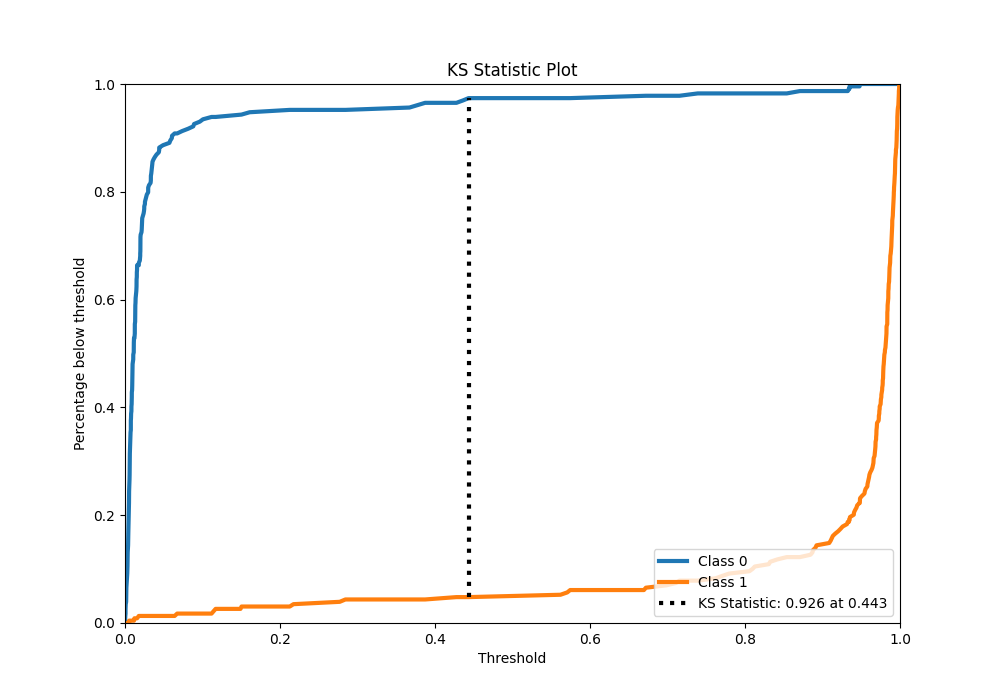 KS Statistic Plot
1.0
0.8
0.6
0.4
0.2
0.0
Percentage below threshold
0.0 0.2 0.4 0.6 0.8 1.0
Threshold
Class 0
Class 1
KS Statistic: 0.926 at 0.443